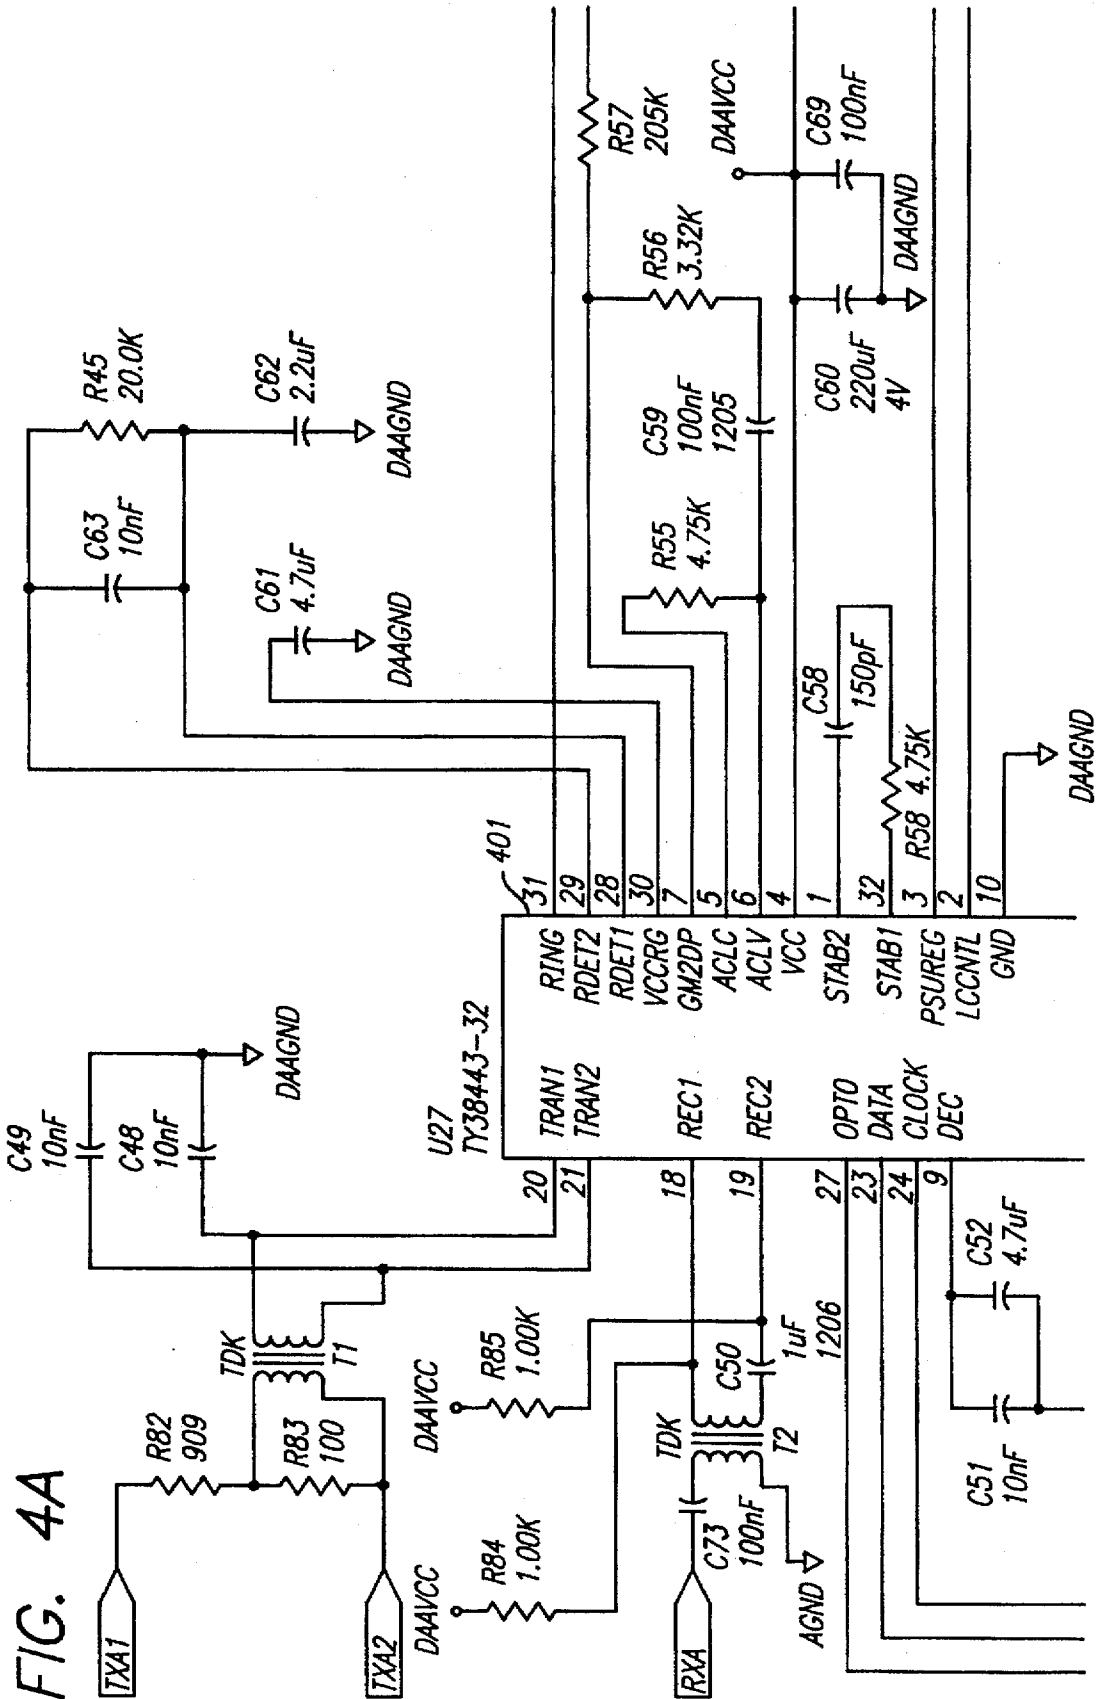 FIG. 4A
TXA1
TXA2
R82
909
R83
100
TDK
T1
C49
10nF
C48
10nF
DAAGND
DAAVCC
R84
1.00K
DAAVCC
R85
1.00K
RXA
C73
100nF
AGND
TDK
T2
C50
1uF
1206
C51
10nF
C52
4.7uF
U27
TY38443-32
20
21
18
19
27
23
24
9
TRAN1
TRAN2
REC1
REC2
OPTO
DATA
CLOCK
DEC
RING
RDET2
RDET1
VCCRG
GM2DP
ACLC
ACLV
VCC
STAB2
STAB1
PSUREG
LCCNTL
GND
401
31
29
28
30
7
5
6
4
1
32
3
2
10
C63
10nF
R45
20.0K
C61
4.7uF
DAAGND
C62
2.2uF
DAAGND
R55
4.75K
C59
100nF
1205
R56
3.32K
R57
205K
DAAVCC
C58
150pF
R58 4.75K
C60
220uF
4V
C69
100nF
DAAGND
DAAGND